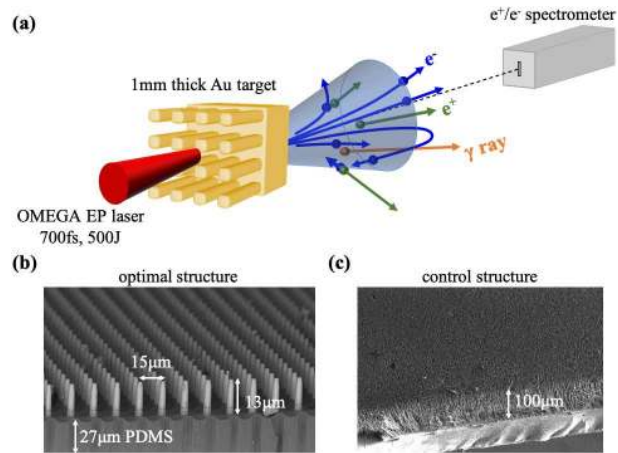 (a)
e⁺/e⁻ spectrometer
1mm thick Au target
e⁻
e⁺
γ ray
OMEGA EP laser
700fs, 500J
(b)
optimal structure
(c)
control structure
15μm
13μm
27μm PDMS
100μm